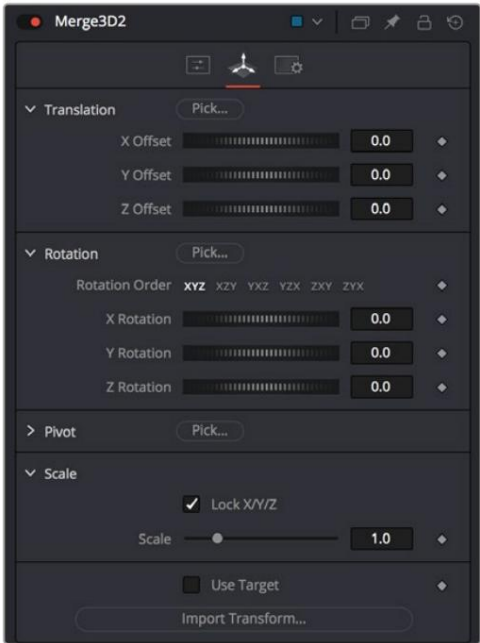 Merge3D2
Translation Pick...
X Offset 0.0
Y Offset 0.0
Z Offset 0.0
Rotation Pick...
Rotation Order XYZ XZY YXZ YZX ZXY ZYX
X Rotation 0.0
Y Rotation 0.0
Z Rotation 0.0
Pivot Pick...
Scale
Lock X/Y/Z
Scale 1.0
Use Target
Import Transform...